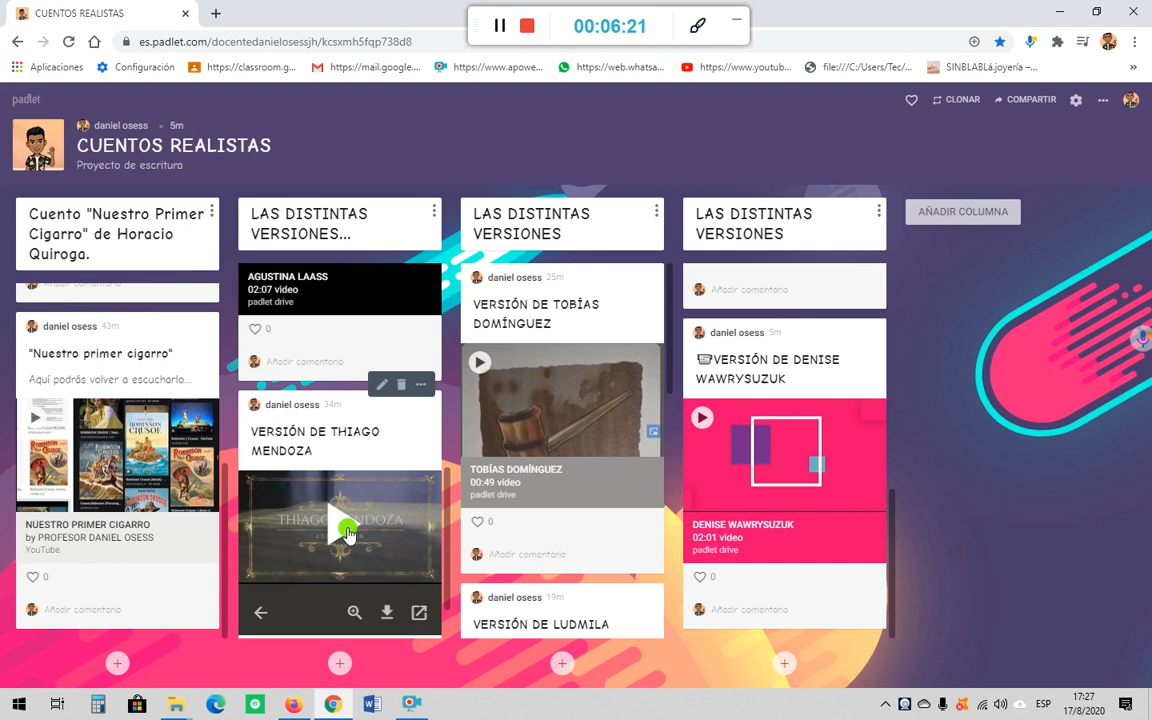 CUENTOS REALISTAS
00:06:21
es.padlet.com/docentedanielosessjh/kcsxmh5fqp738d8
Aplicaciones
Configuración
https://classroom.g...
https://mail.google....
https://www.apowe...
https://web.whatsa...
https://www.youtub...
file:///C:/Users/Tec/...
SINBLABLá.joyería –...
»
padlet
CLONAR
COMPARTIR
daniel osess
5m
CUENTOS REALISTAS
Proyecto de escritura
Cuento "Nuestro Primer
Cigarro" de Horacio
Quiroga.
Añadir comentario
daniel osess 43m
"Nuestro primer cigarro"
Aquí podrás volver a escucharlo...
NUESTRO PRIMER CIGARRO
by PROFESOR DANIEL OSESS
YouTube
0
Añadir comentario
LAS DISTINTAS
VERSIONES...
AGUSTINA LAASS
02:07 video
padlet drive
0
Añadir comentario
daniel osess 34m
VERSIÓN DE THIAGO
MENDOZA
THIAGO MENDOZA
LAS DISTINTAS
VERSIONES
daniel osess 25m
VERSIÓN DE TOBÍAS
DOMÍNGUEZ
TOBÍAS DOMÍNGUEZ
00:49 video
padlet drive
0
Añadir comentario
daniel osess 19m
VERSIÓN DE LUDMILA
LAS DISTINTAS
VERSIONES
Añadir comentario
daniel osess 5m
VERSIÓN DE DENISE
WAWRYSUZUK
DENISE WAWRYSUZUK
02:01 video
padlet drive
0
Añadir comentario
AÑADIR COLUMNA
ESP
17:27
17/8/2020